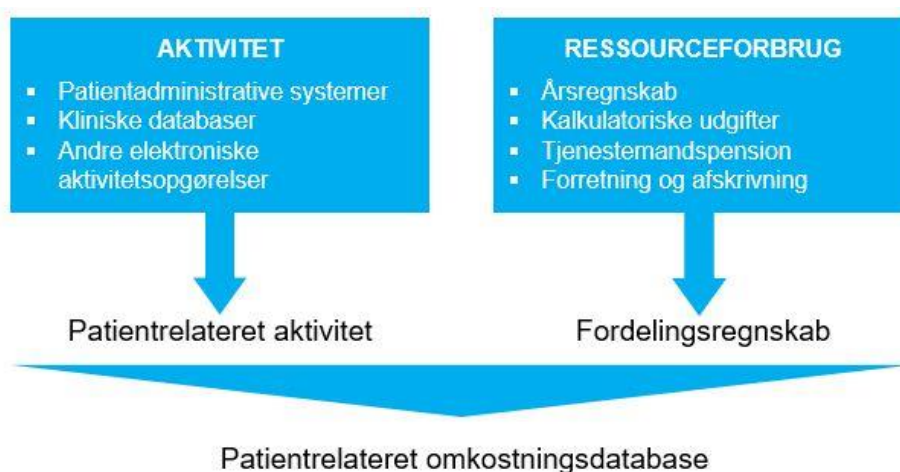 AKTIVITET
▪ Patientadministrative systemer
▪ Kliniske databaser
▪ Andre elektroniske
aktivitetsopgørelser
RESSOURCEFORBRUG
▪ Årsregnskab
▪ Kalkulatoriske udgifter
▪ Tjenestemandspension
▪ Forretning og afskrivning
Patientrelateret aktivitet
Fordelingsregnskab
Patientrelateret omkostningsdatabase